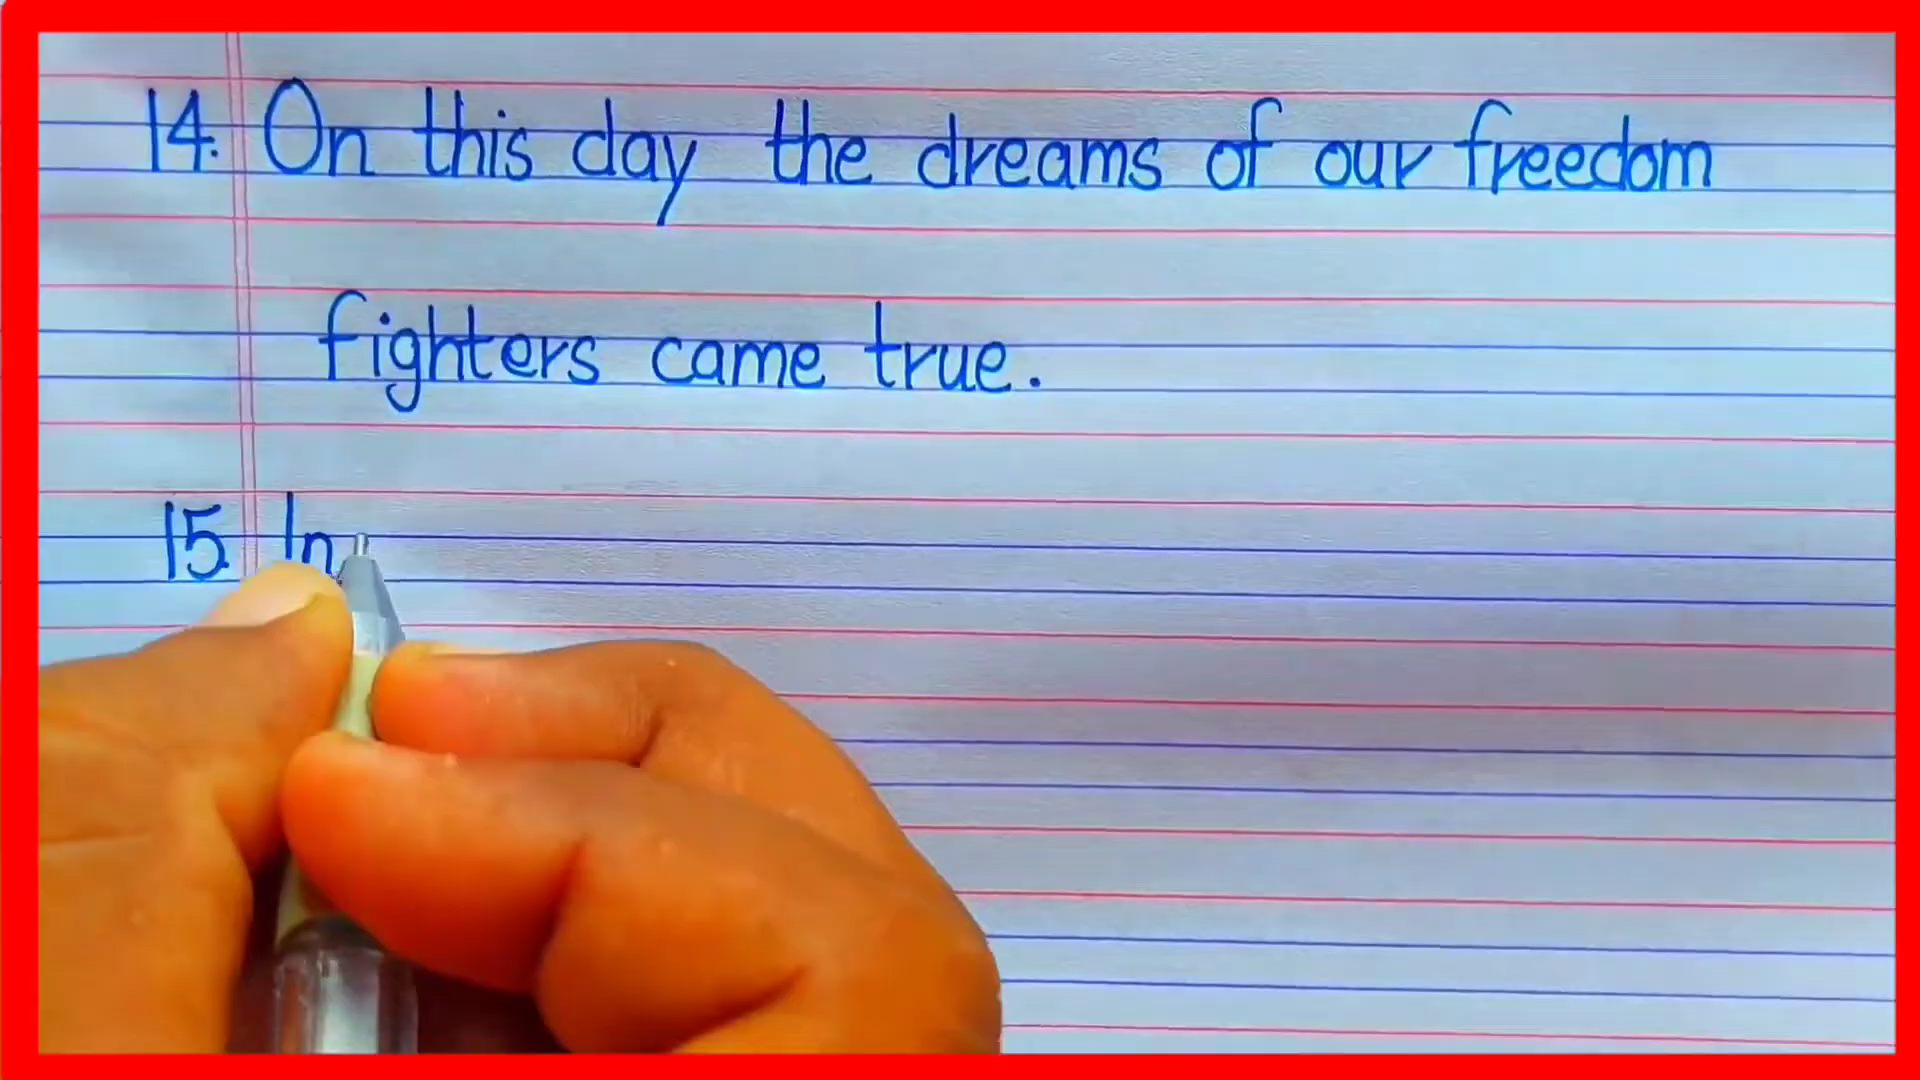 14. On this day the dreams of our freedom
fighters came true.
15. In